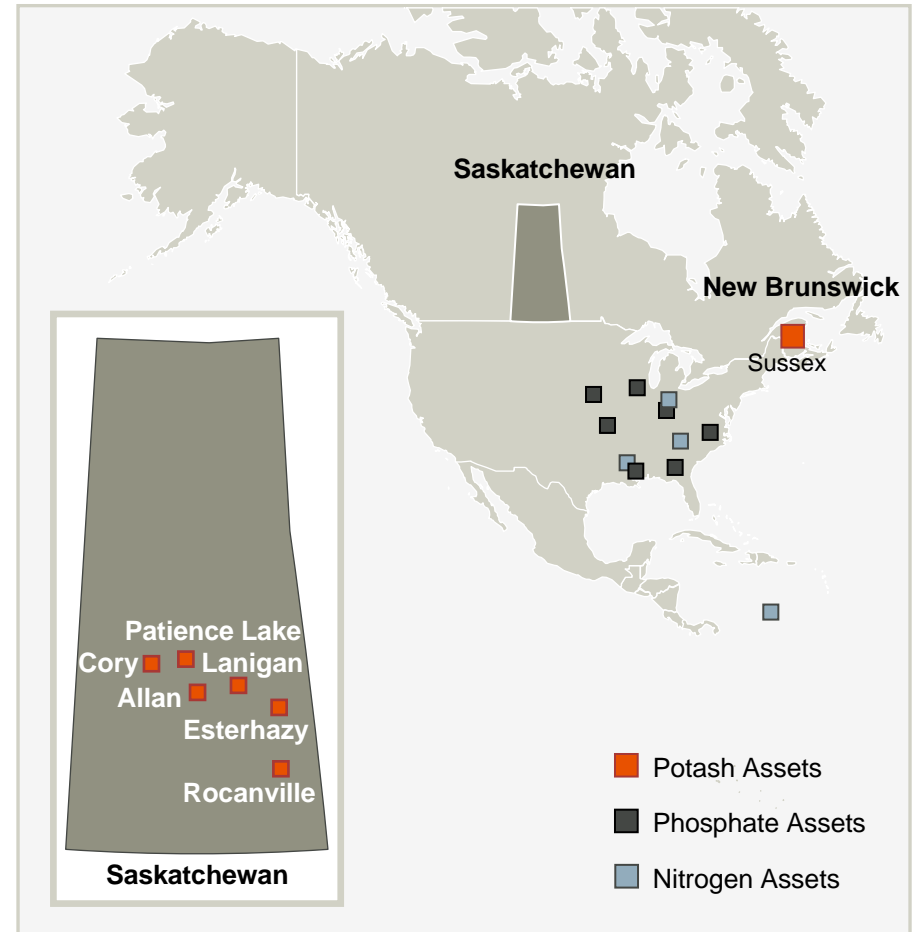 Saskatchewan
New Brunswick
Sussex
Patience Lake
Cory
Lanigan
Allan
Esterhazy
Rocanville
Saskatchewan
Potash Assets
Phosphate Assets
Nitrogen Assets